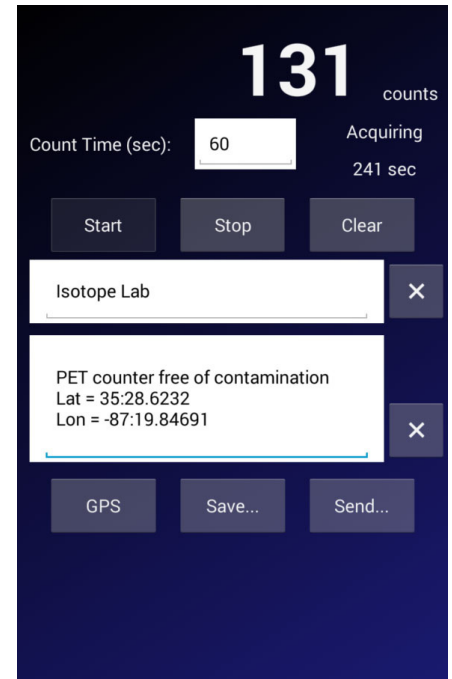 131 counts
Count Time (sec): 60 Acquiring
241 sec
Start Stop Clear
Isotope Lab ×
PET counter free of contamination
Lat = 35:28.6232
Lon = -87:19.84691 ×
GPS Save... Send...